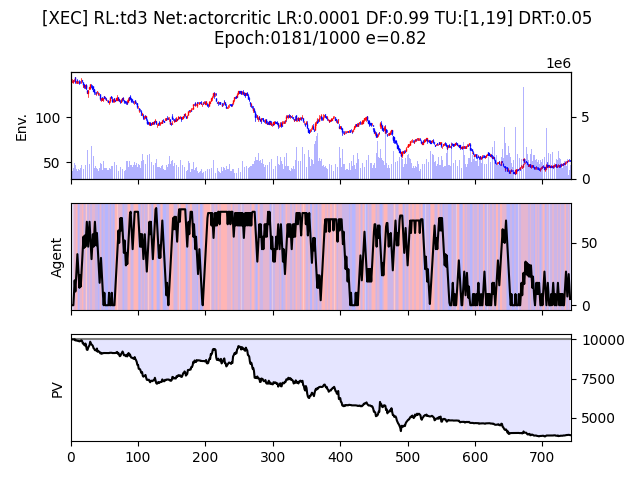 [XEC] RL:td3 Net:actorcritic LR:0.0001 DF:0.99 TU:[1,19] DRT:0.05
Epoch:0181/1000 e=0.82
1e6
Env.
100
50
5
0
Agent
50
0
PV
10000
7500
5000
0 100 200 300 400 500 600 700